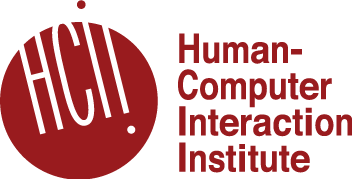 HCII
Human-
Computer
Interaction
Institute